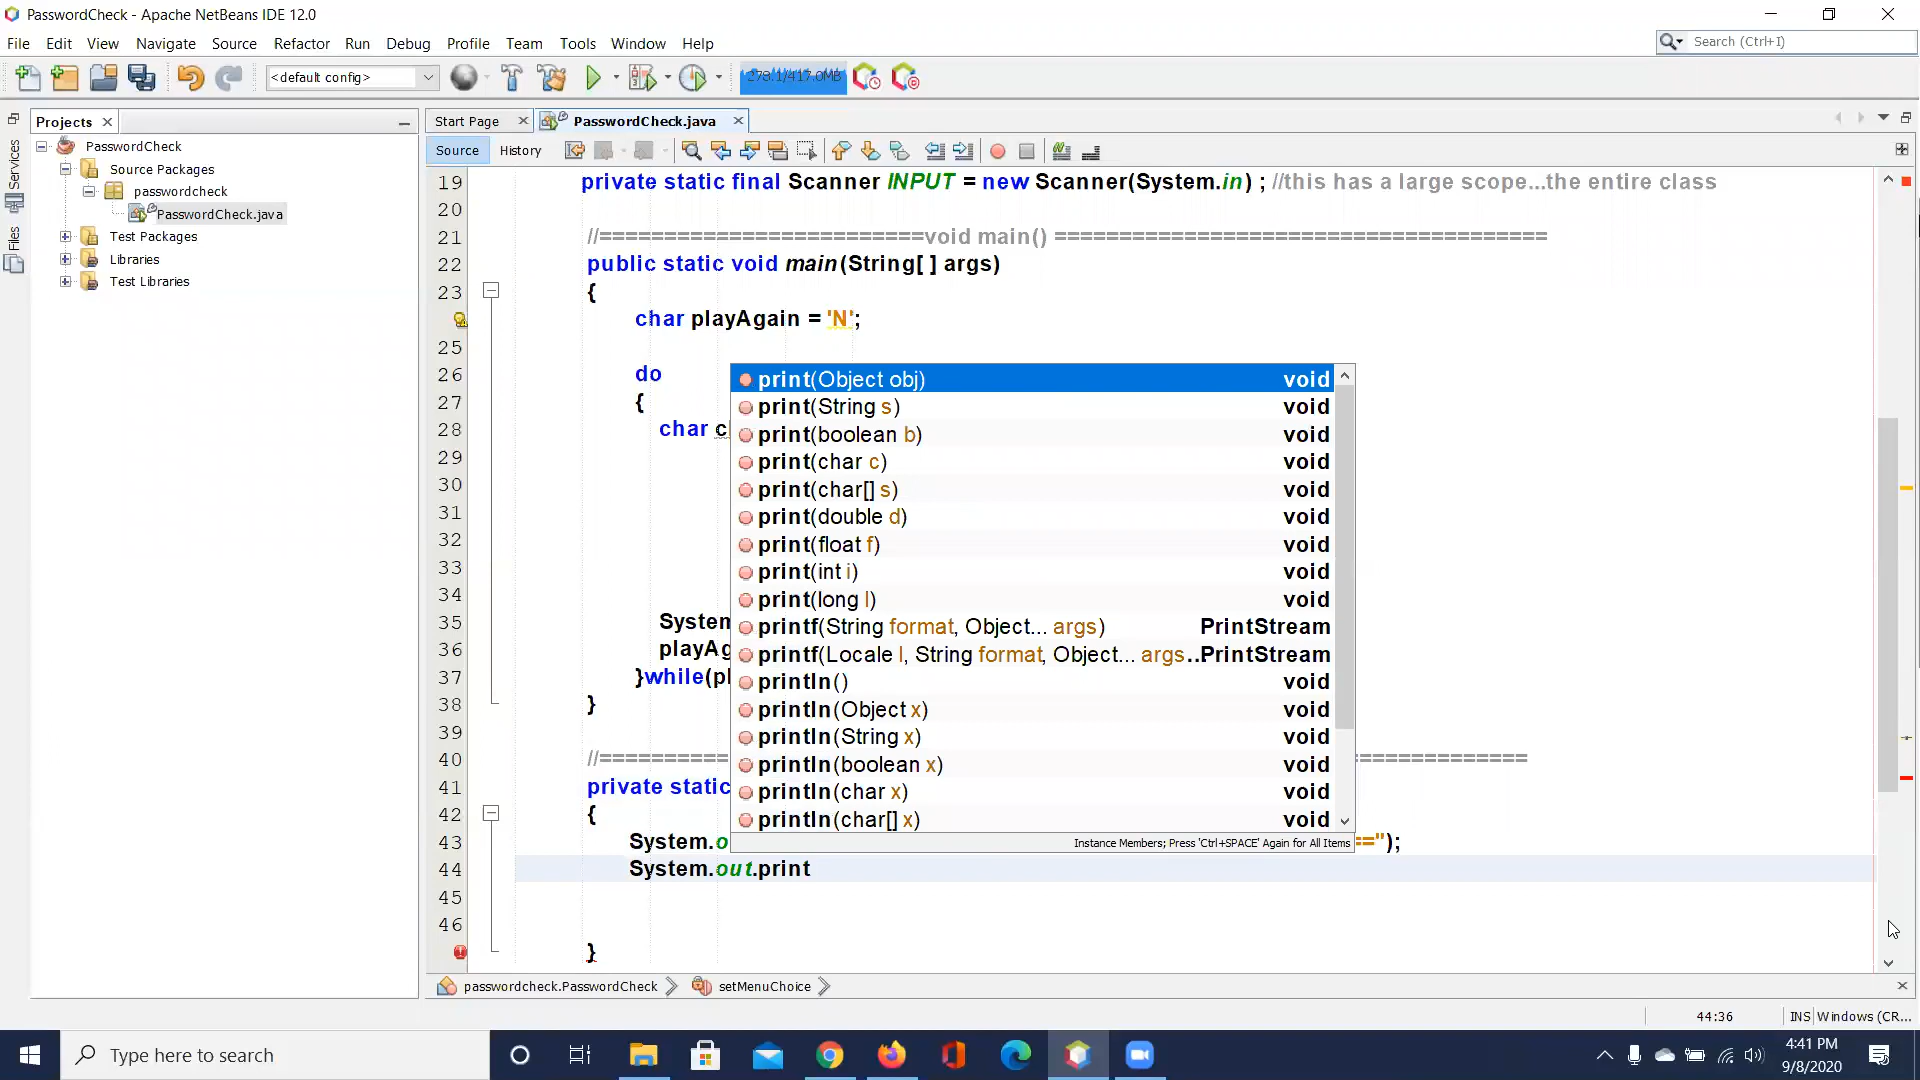 PasswordCheck - Apache NetBeans IDE 12.0
File Edit View Navigate Source Refactor Run Debug Profile Team Tools Window Help
Search (Ctrl+I)
<default config>
273.1/417.0MB
Projects
Start Page
PasswordCheck.java
Services
Files
PasswordCheck
Source Packages
passwordcheck
PasswordCheck.java
Test Packages
Libraries
Test Libraries
Source History
19 private static final Scanner INPUT = new Scanner(System.in) ; //this has a large scope...the entire class
20
21 //=========================void main() ======================================
22 public static void main(String[ ] args)
23 {
char playAgain = 'N';
25
26 do
27 {
28 char c
29
30
31
32
33
34
35 System
36 playAg
37 }while(pl
38 }
39
40 //========== =============
41 private static
42 {
43 System.o =="); 
44 System.out.print
45
46
}
print(Object obj) void
print(String s) void
print(boolean b) void
print(char c) void
print(char[] s) void
print(double d) void
print(float f) void
print(int i) void
print(long l) void
printf(String format, Object... args) PrintStream
printf(Locale l, String format, Object... args..PrintStream
println() void
println(Object x) void
println(String x) void
println(boolean x) void
println(char x) void
println(char[] x) void
Instance Members; Press 'Ctrl+SPACE' Again for All Items
passwordcheck.PasswordCheck
setMenuChoice
44:36
INS
Windows (CR...
Type here to search
4:41 PM
9/8/2020